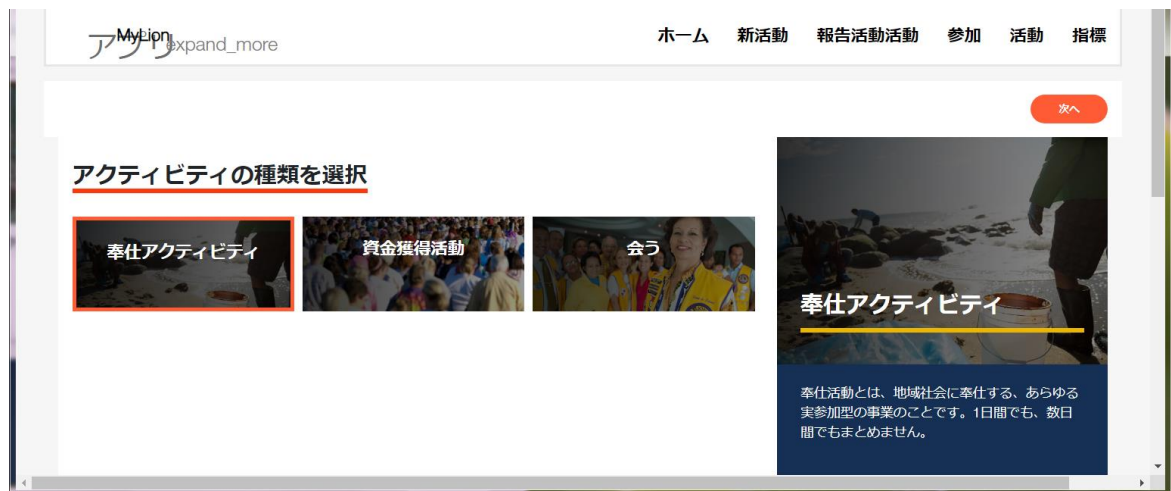 MyLion
アプリ expand_more
ホーム 新活動 報告活動活動 参加 活動 指標
次へ
アクティビティの種類を選択
奉仕アクティビティ
資金獲得活動
会う
奉仕アクティビティ
奉仕活動とは、地域社会に奉仕する、あらゆる
実参加型の事業のことです。1日間でも、数日
間でもまとめません。